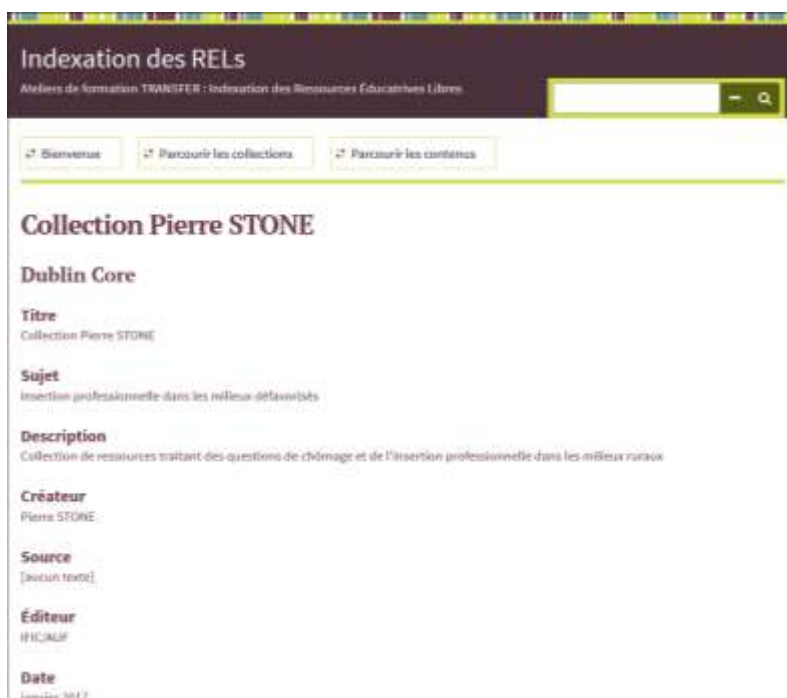 Indexation des RELs
Ateliers de formation TRANSFER : Indexation des Ressources Éducatives Libres
Bienvenue
Parcourir les collections
Parcourir les contenus
Collection Pierre STONE
Dublin Core
Titre
Collection Pierre STONE
Sujet
Insertion professionnelle dans les milieux défavorisés
Description
Collection de ressources traitant des questions de chômage et de l'insertion professionnelle dans les milieux ruraux
Créateur
Pierre STONE
Source
[aucun texte]
Éditeur
IFIC/AUF
Date
janvier 2017